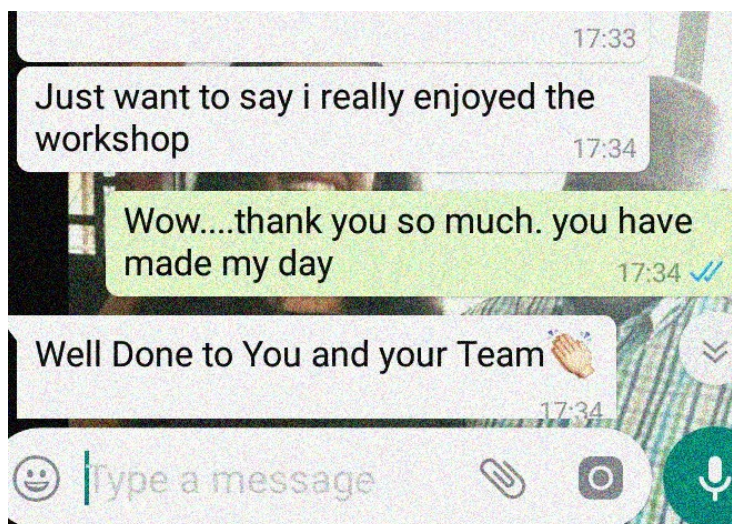 17:33
Just want to say i really enjoyed the
workshop
17:34
Wow....thank you so much. you have
made my day
17:34
Well Done to You and your Team👏🏻
17:34
Type a message